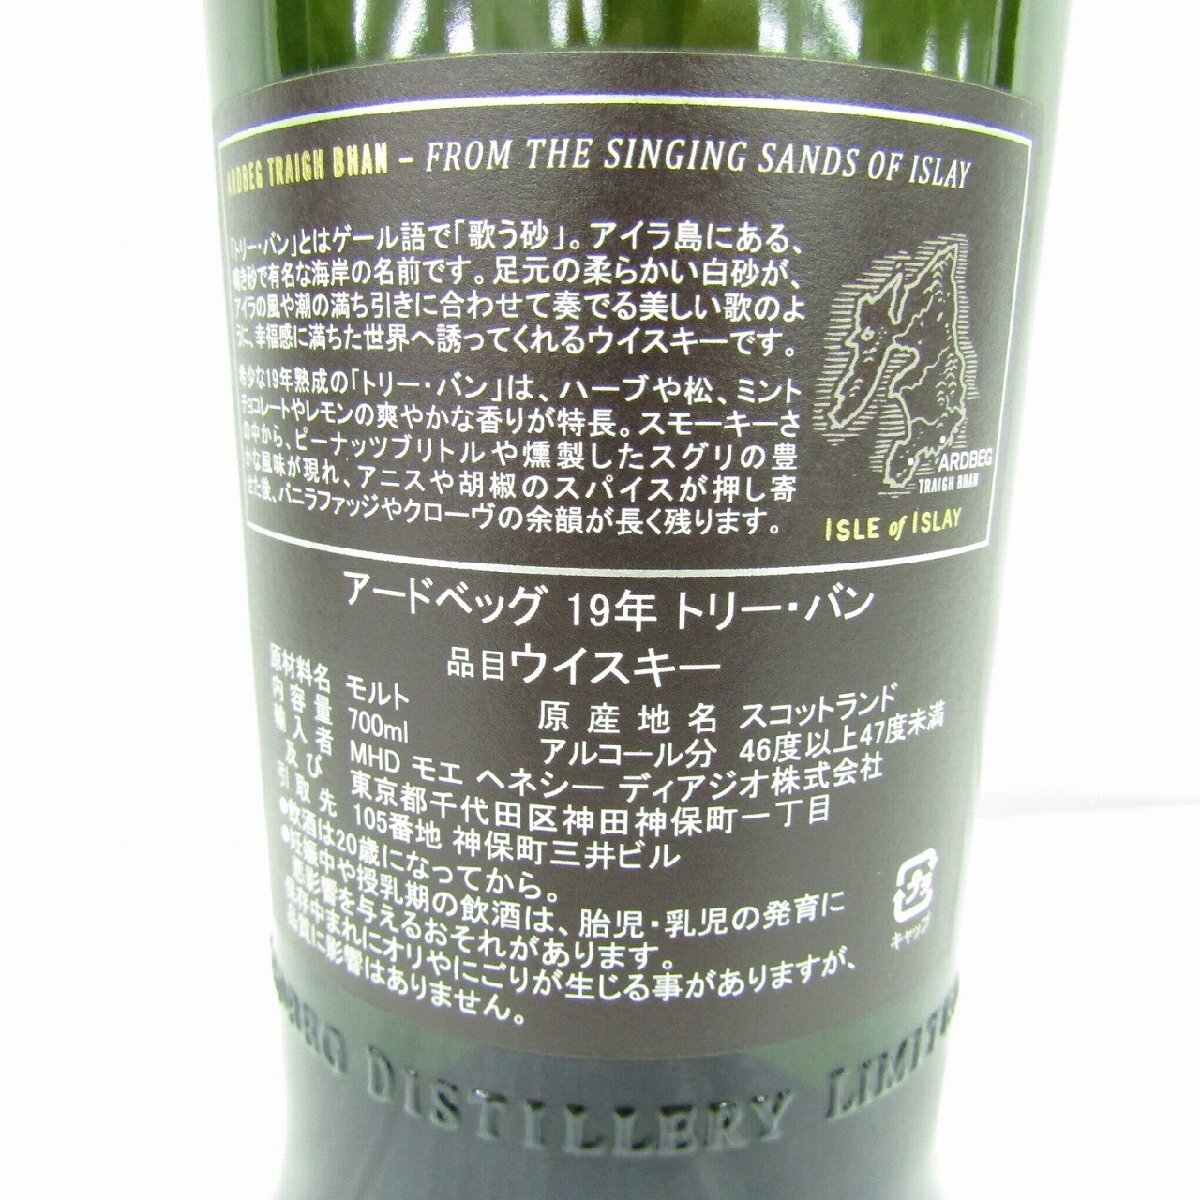 ARDBEG TRAIGH BHAN – FROM THE SINGING SANDS OF ISLAY
「トリー・バン」とはゲール語で「歌う砂」。アイラ島にある、
鳴き砂で有名な海岸の名前です。足元の柔らかい白砂が、
アイラの風や潮の満ち引きに合わせて奏でる美しい歌のよ
うに、幸福感に満ちた世界へ誘ってくれるウイスキーです。
希少な19年熟成の「トリー・バン」は、ハーブや松、ミント
チョコレートやレモンの爽やかな香りが特長。スモーキーさ
の中から、ピーナッツブリトルや燻製したスグリの豊
かな風味が現れ、アニスや胡椒のスパイスが押し寄
せた後、バニラファッジやクローヴの余韻が長く残ります。
ARDBEG
TRAIGH BHAN
ISLE of ISLAY
アードベッグ 19年 トリー・バン
品目ウイスキー
原材料名 モルト
原産地名 スコットランド
内容量 700ml
アルコール分 46度以上47度未満
輸入者 MHD モエ ヘネシー ディアジオ株式会社
及び
引取先 東京都千代田区神田神保町一丁目
105番地 神保町三井ビル
●飲酒は20歳になってから。
●妊娠中や授乳期の飲酒は、胎児・乳児の発育に
悪影響を与えるおそれがあります。
保存中まれにオリやにごりが生じる事がありますが、
品質に影響はありません。
キャップ
DISTILLERY LIMITED